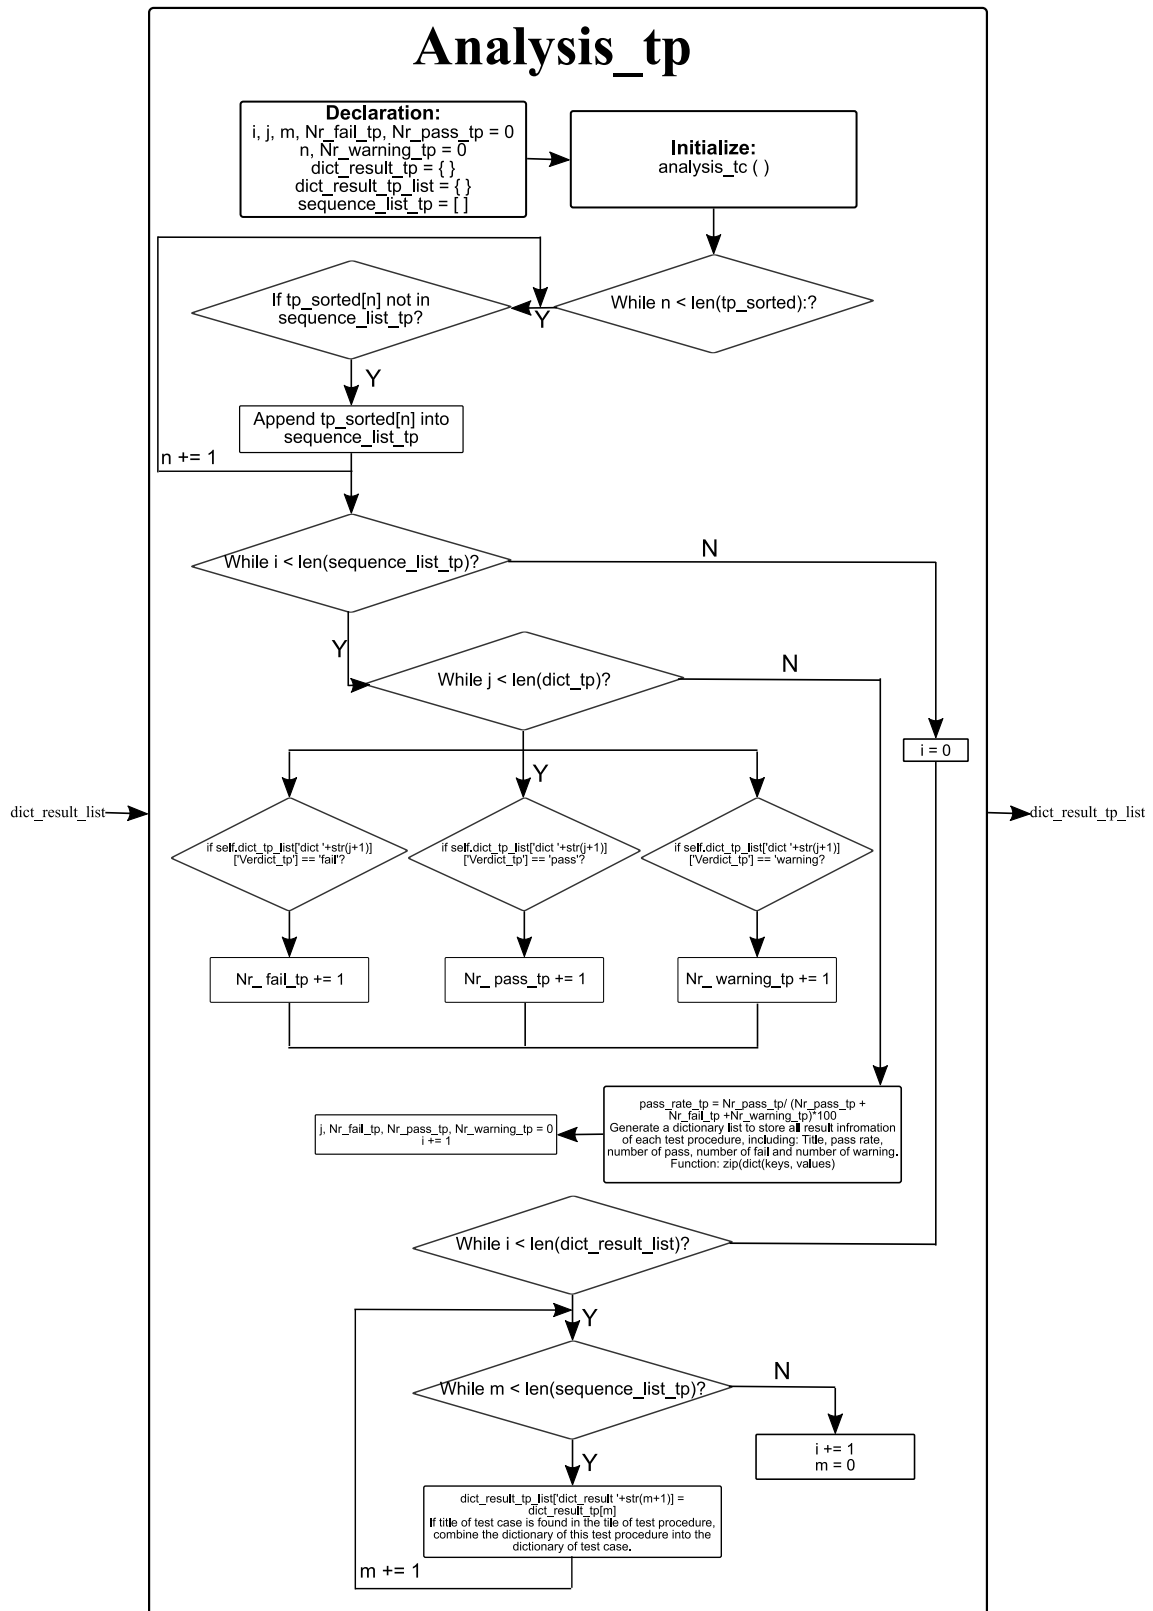 Analysis_tp
Declaration:
i, j, m, Nr_fail_tp, Nr_pass_tp = 0
n, Nr_warning_tp = 0
dict_result_tp = { }
dict_result_tp_list = { }
sequence_list_tp = [ ]
Initialize:
analysis_tc ( )
If tp_sorted[n] not in
sequence_list_tp?
While n < len(tp_sorted):?
Y
Y
Append tp_sorted[n] into
sequence_list_tp
n += 1
While i < len(sequence_list_tp)?
N
Y
While j < len(dict_tp)?
N
i = 0
Y
dict_result_list
dict_result_tp_list
if self.dict_tp_list['dict '+str(j+1)]
['Verdict_tp'] == 'fail'?
if self.dict_tp_list['dict '+str(j+1)]
['Verdict_tp'] == 'pass'?
if self.dict_tp_list['dict '+str(j+1)]
['Verdict_tp'] == 'warning?
Nr_ fail_tp += 1
Nr_ pass_tp += 1
Nr_ warning_tp += 1
pass_rate_tp = Nr_pass_tp/ (Nr_pass_tp +
Nr_fail_tp +Nr_warning_tp)*100
Generate a dictionary list to store all result infromation
of each test procedure, including: Title, pass rate,
number of pass, number of fail and number of warning.
Function: zip(dict(keys, values)
j, Nr_fail_tp, Nr_pass_tp, Nr_warning_tp = 0
i += 1
While i < len(dict_result_list)?
Y
While m < len(sequence_list_tp)?
N
i += 1
m = 0
Y
dict_result_tp_list['dict_result '+str(m+1)] =
dict_result_tp[m]
If title of test case is found in the tile of test procedure,
combine the dictionary of this test procedure into the
dictionary of test case.
m += 1